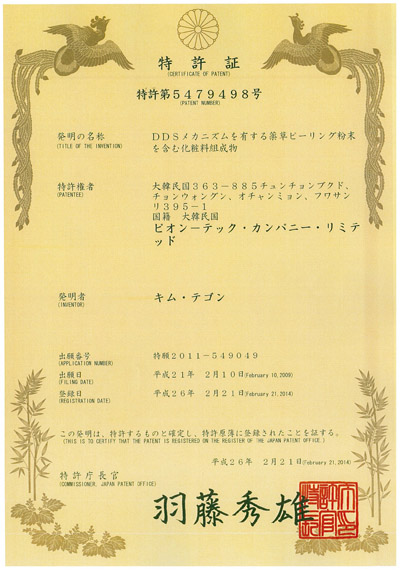 特許証
(CERTIFICATE OF PATENT)
特許第5479498号
(PATENT NUMBER)
発明の名称
(TITLE OF THE INVENTION)
DDSメカニズムを有する薬草ピーリング粉末
を含む化粧料組成物
特許権者
(PATENTEE)
大韓民国363-885チュンチョンブクド、
チョンウォングン、オチャンミョン、フワサン
リ395-1
国籍 大韓民国
ビオンーテック・カンパニー・リミテ
ッド
発明者
(INVENTOR)
キム・テゴン
出願番号
(APPLICATION NUMBER)
特願2011-549049
出願日
(FILING DATE)
平成21年 2月10日(February 10,2009)
登録日
(REGISTRATION DATE)
平成26年 2月21日(February 21,2014)
この発明は、特許するものと確定し、特許原簿に登録されたことを証する。
(THIS IS TO CERTIFY THAT THE PATENT IS REGISTERED ON THE REGISTER OF THE JAPAN PATENT OFFICE.)
平成26年 2月21日(February 21,2014)
特許庁長官
(COMMISSIONER, JAPAN PATENT OFFICE)
羽藤秀雄